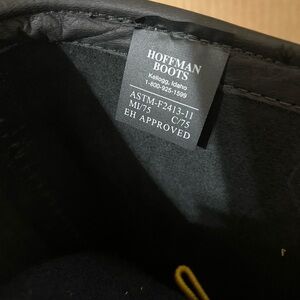 HOFFMAN
BOOTS
Kellogg, Idaho
1-800-925-1599
ASTM-F2413-11
MI/75 C/75
EH APPROVED